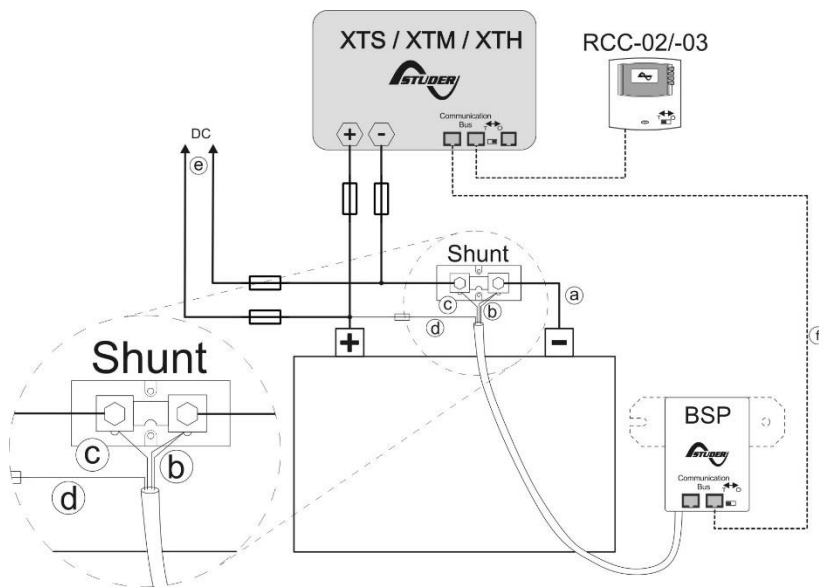 XTS / XTM / XTH
STUDER
Communication
Bus
T O
+ -
RCC-02/-03
T O
DC
e
Shunt
c
b
a
d
+ -
f
Shunt
c
b
d
BSP
STUDER
Communication
Bus
T O